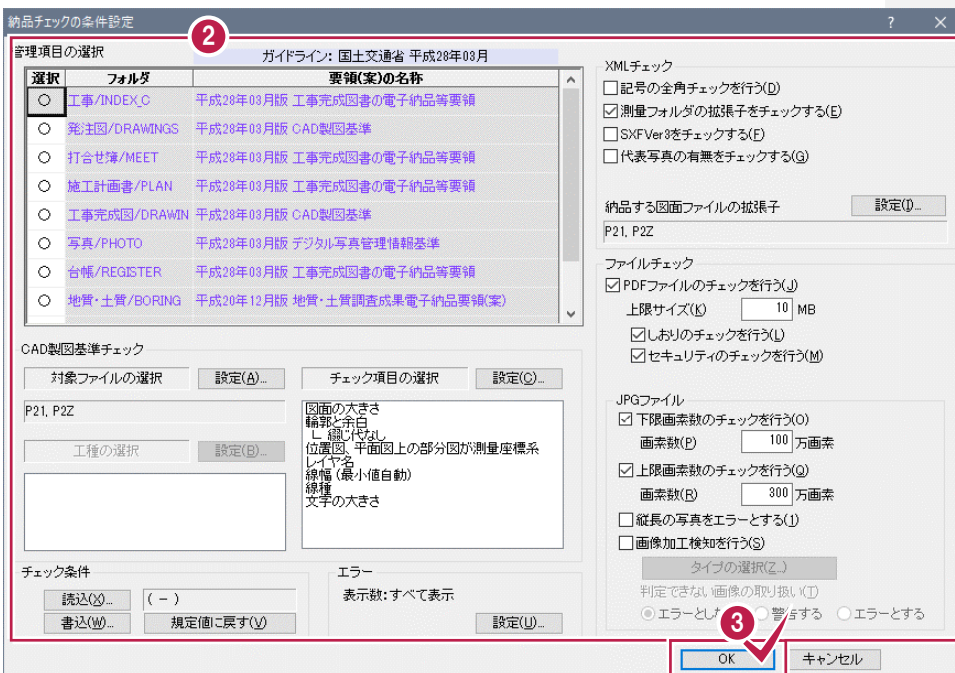 納品チェックの条件設定
2
管理項目の選択
ガイドライン: 国土交通省 平成28年03月
選択 フォルダ 要領(案)の名称
工事/INDEX_C 平成28年03月版 工事完成図書の電子納品等要領
発注図/DRAWINGS 平成28年03月版 CAD製図基準
打合せ簿/MEET 平成28年03月版 工事完成図書の電子納品等要領
施工計画書/PLAN 平成28年03月版 工事完成図書の電子納品等要領
工事完成図/DRAWIN 平成28年03月版 CAD製図基準
写真/PHOTO 平成28年03月版 デジタル写真管理情報基準
台帳/REGISTER 平成28年03月版 工事完成図書の電子納品等要領
地質・土質/BORING 平成20年12月版 地質・土質調査成果電子納品要領(案)
CAD製図基準チェック
対象ファイルの選択 設定(A)...
P21, P2Z
工種の選択 設定(B)...
チェック項目の選択 設定(C)...
図面の大きさ
輪郭と余白
└ 綴じ代なし
位置図、平面図上の部分図が測量座標系
レイヤ名
線幅 (最小値自動)
線種
文字の大きさ
チェック条件
読込(X)... ( - )
書込(W)... 規定値に戻す(V)
エラー
表示数:すべて表示
設定(U)...
XMLチェック
記号の全角チェックを行う(D)
測量フォルダの拡張子をチェックする(E)
SXFVer3をチェックする(F)
代表写真の有無をチェックする(G)
納品する図面ファイルの拡張子 設定(I)...
P21, P2Z
ファイルチェック
PDFファイルのチェックを行う(J)
上限サイズ(K) 10 MB
しおりのチェックを行う(L)
セキュリティのチェックを行う(M)
JPGファイル
下限画素数のチェックを行う(O)
画素数(P) 100 万画素
上限画素数のチェックを行う(Q)
画素数(R) 300 万画素
縦長の写真をエラーとする(1)
画像加工検知を行う(S)
タイプの選択(Z..)
判定できない画像の取り扱い(T)
エラーとし 警告する エラーとする
3
OK キャンセル